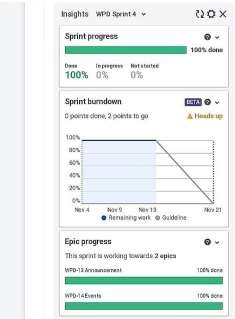 Insights WPD Sprint 4
Sprint progress
100% done
Done In progress Not started
100% 0% 0%
Sprint burndown BETA
0 points done, 2 points to go Heads up
100%
80%
60%
40%
20%
0%
Nov 4 Nov 9 Nov 13 Nov 21
Remaining work Guideline
Epic progress
This sprint is working towards 2 epics
WPD-13 Announcement 100% done
WPD-14 Events 100% done